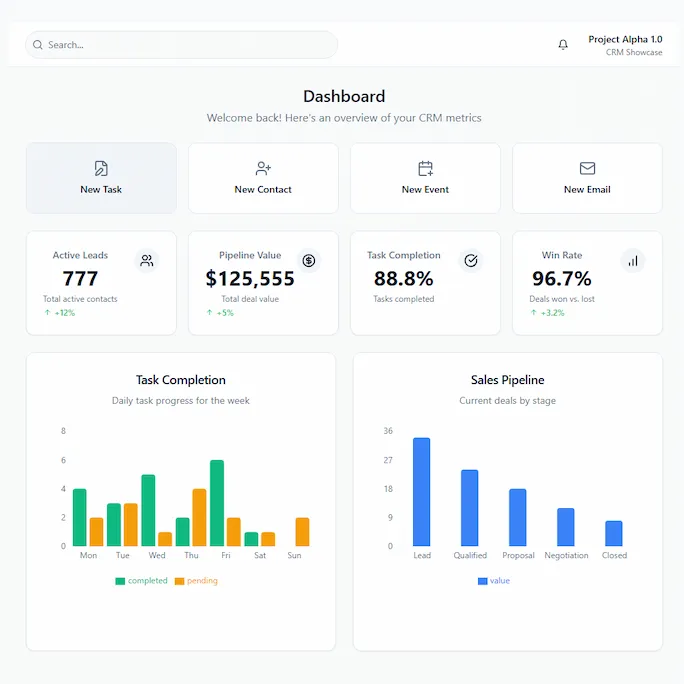 Search...
Project Alpha 1.0
CRM Showcase
Dashboard
Welcome back! Here's an overview of your CRM metrics
New Task
New Contact
New Event
New Email
Active Leads
777
Total active contacts
↑ +12%
Pipeline Value
$125,555
Total deal value
↑ +5%
Task Completion
88.8%
Tasks completed
Win Rate
96.7%
Deals won vs. lost
↑ +3.2%
Task Completion
Daily task progress for the week
8
6
4
2
0
Mon Tue Wed Thu Fri Sat Sun
completed pending
Sales Pipeline
Current deals by stage
36
27
18
9
0
Lead Qualified Proposal Negotiation Closed
value